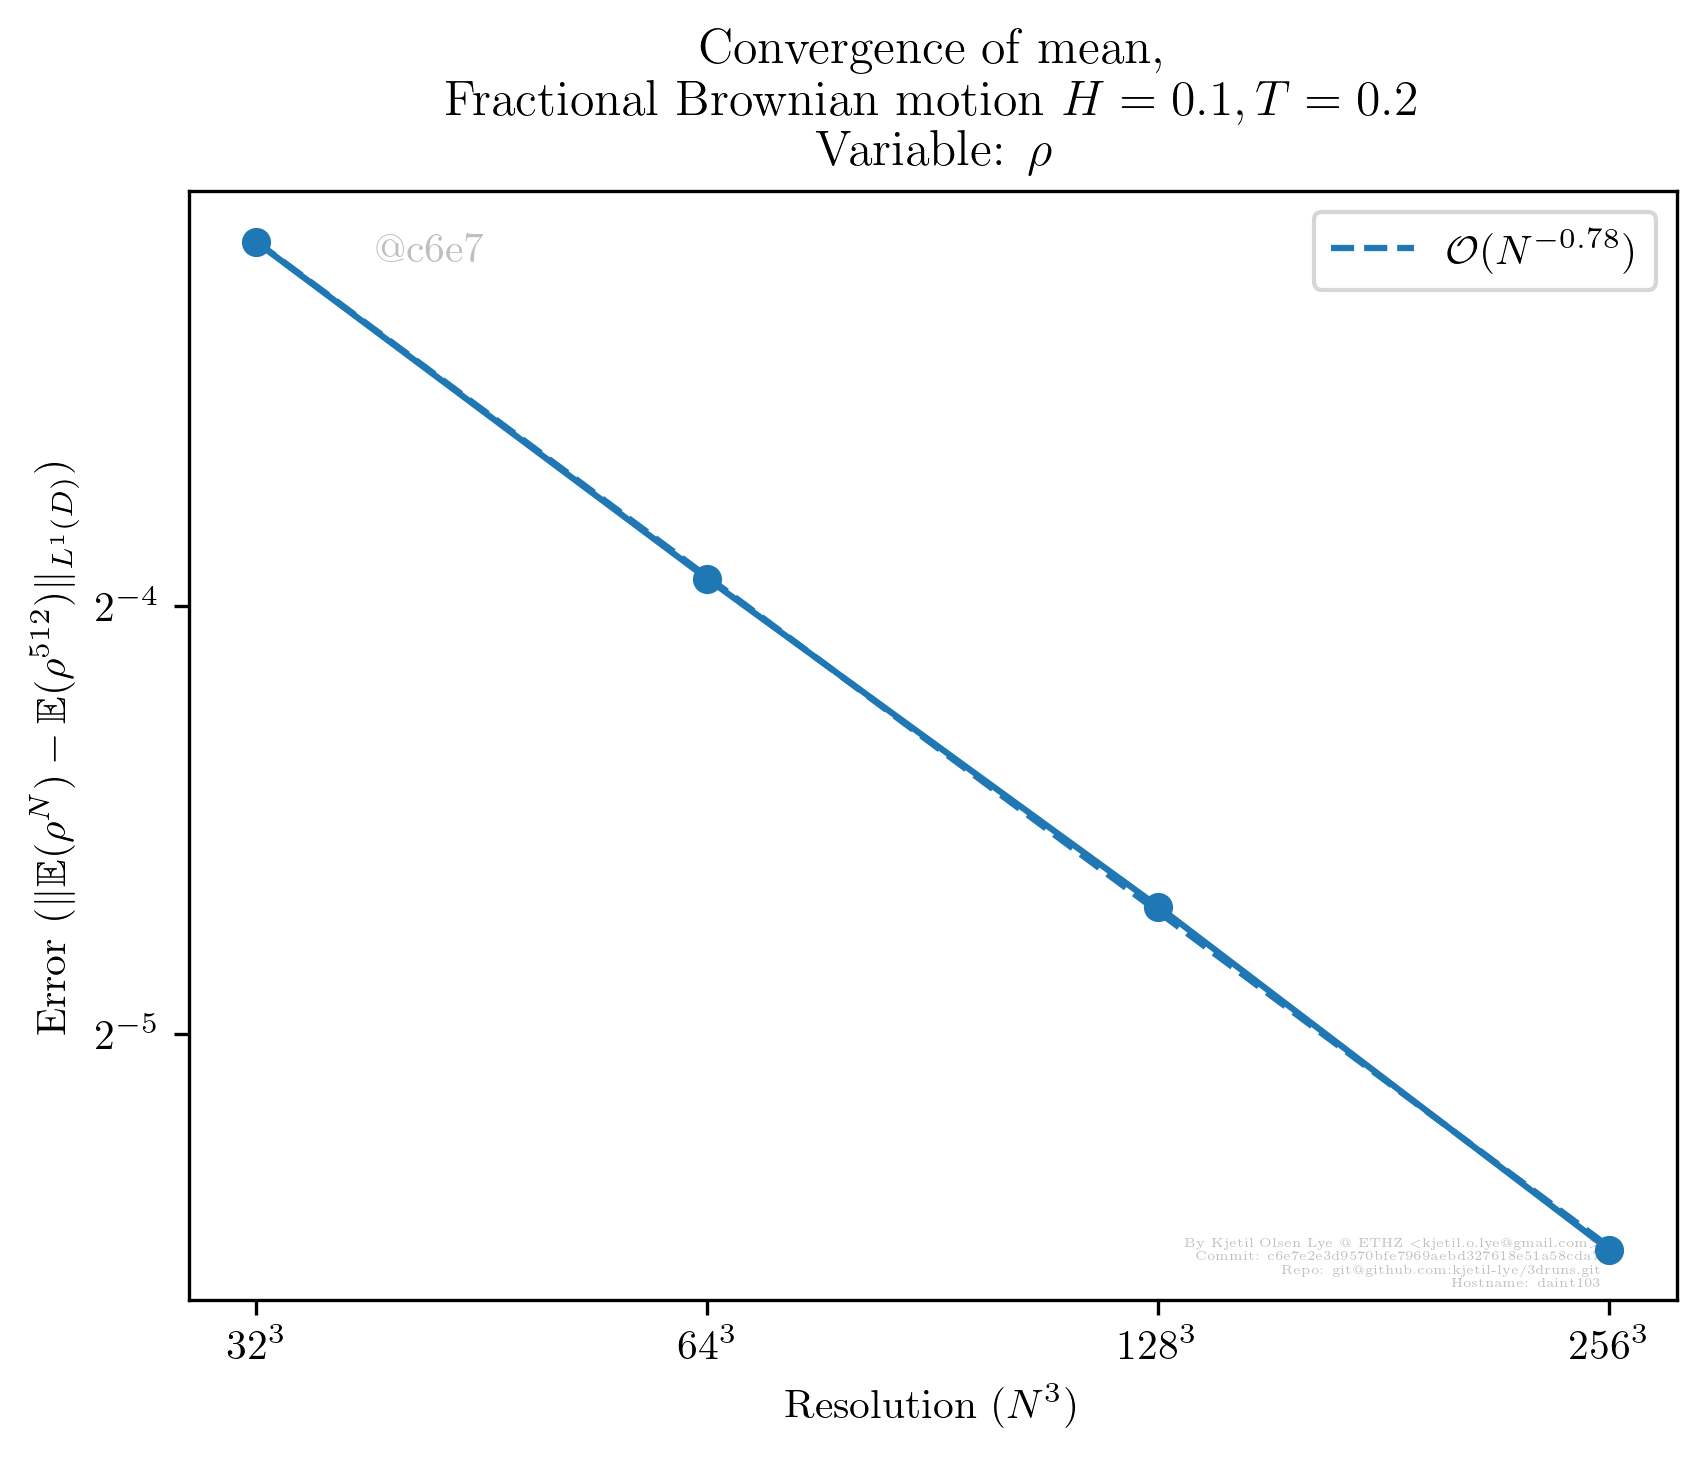 Convergence of mean,
Fractional Brownian motion H = 0.1, T = 0.2
Variable: ρ
@c6e7
𝒪(N^{-0.78})
Error (||𝔼(ρ^N) − 𝔼(ρ^{512})||_{L^1(D)})
2^{-4}
2^{-5}
By Kjetil Olsen Lye @ ETHZ <kjetil.o.lye@gmail.com>
Commit: c6e7e2e3d9570bfe7969aebd327618e51a58cda7
Repo: git@github.com:kjetil-lye/3druns.git
Hostname: daint103
32^3
64^3
128^3
256^3
Resolution (N^3)